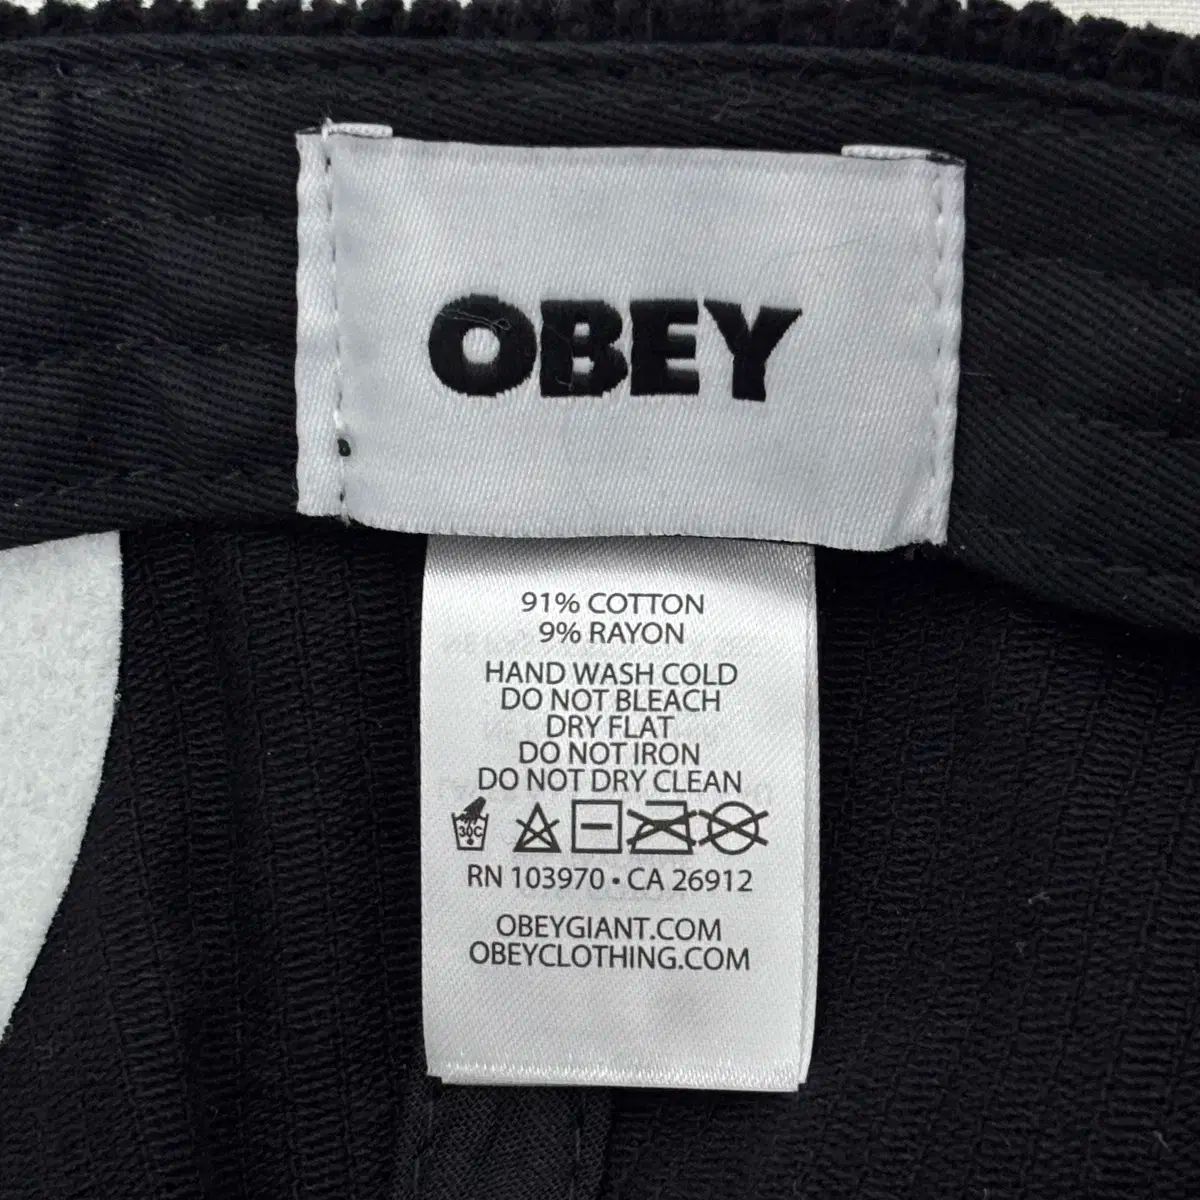 OBEY
91% COTTON
9% RAYON
HAND WASH COLD
DO NOT BLEACH
DRY FLAT
DO NOT IRON
DO NOT DRY CLEAN
30C
RN 103970 • CA 26912
OBEYGIANT.COM
OBEYCLOTHING.COM